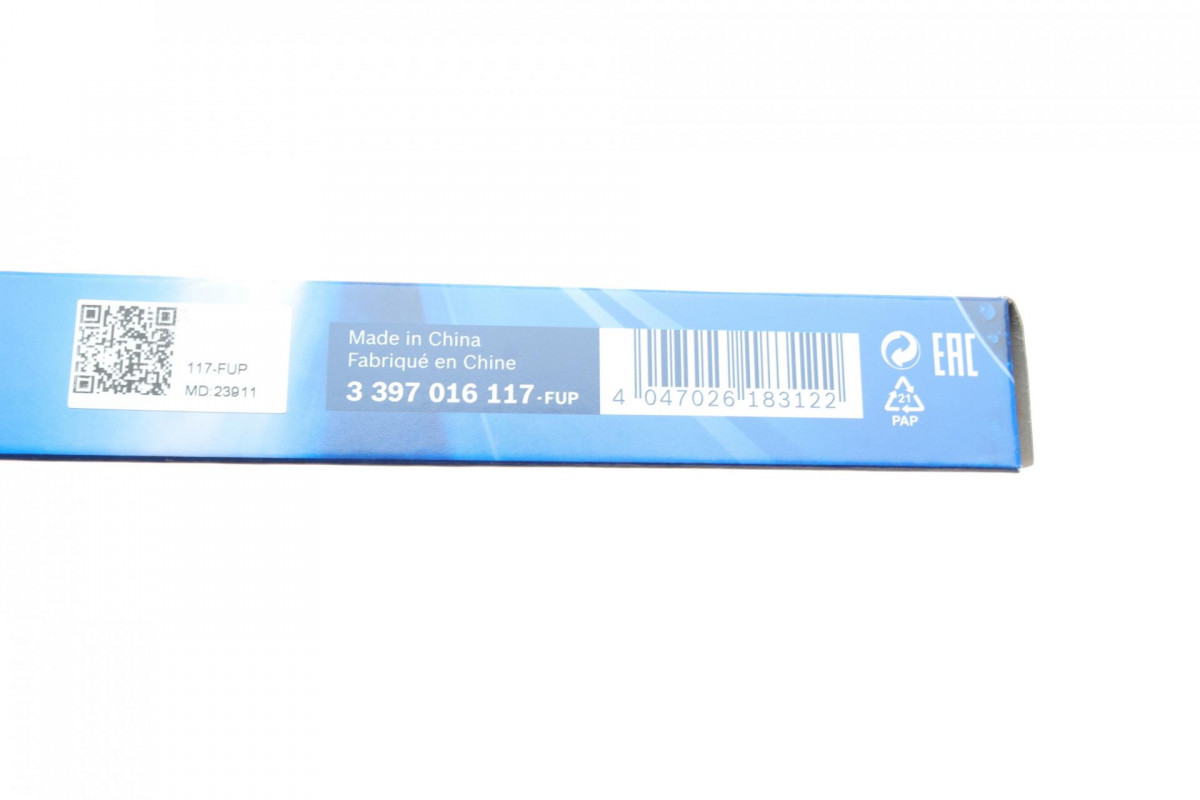 117-FUP
MD:23911
Made in China
Fabriqué en Chine
3 397 016 117-FUP
4 047026 183122
EAC
21
PAP